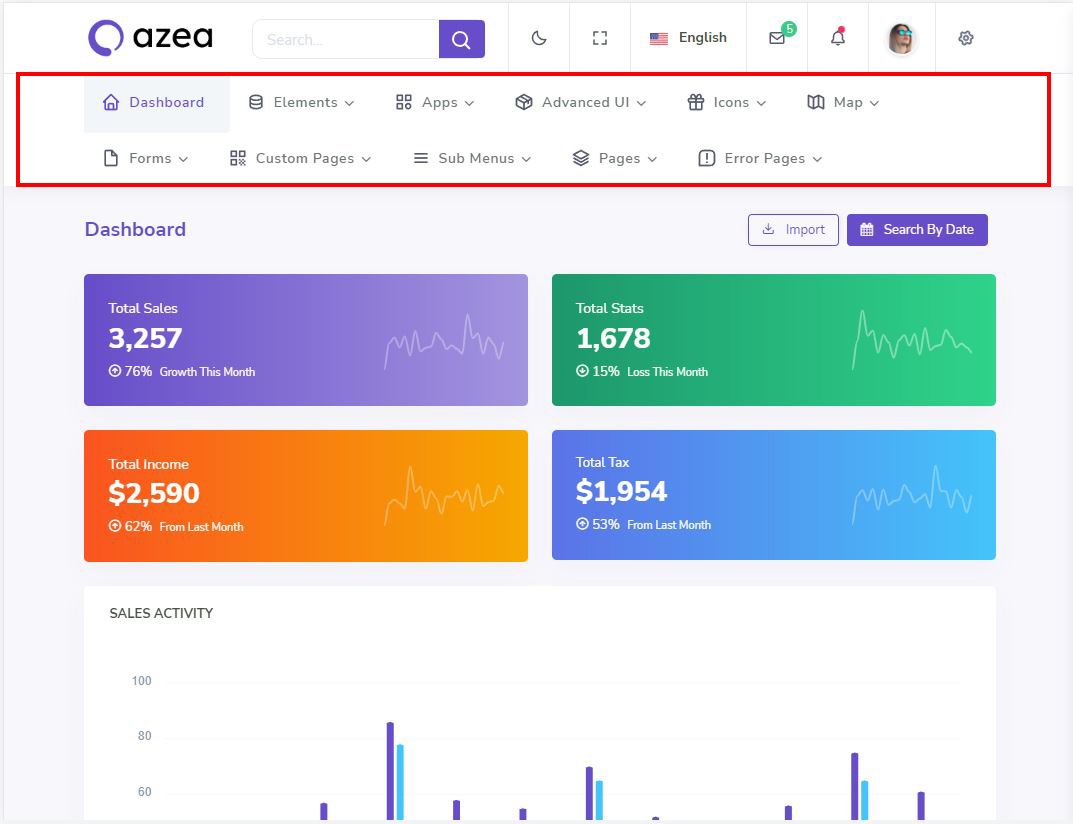 azea Search... English 5
Dashboard Elements Apps Advanced UI Icons Map
Forms Custom Pages Sub Menus Pages Error Pages
Dashboard Import Search By Date
Total Sales
3,257
76% Growth This Month
Total Stats
1,678
15% Loss This Month
Total Income
$2,590
62% From Last Month
Total Tax
$1,954
53% From Last Month
SALES ACTIVITY
100
80
60